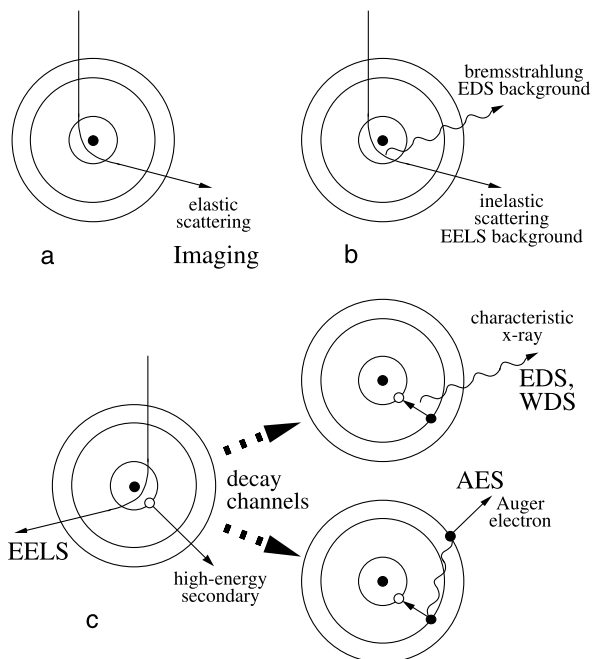 elastic
scattering
a
Imaging
bremsstrahlung
EDS background
inelastic
scattering
EELS background
b
EELS
high-energy
secondary
c
decay
channels
characteristic
x-ray
EDS,
WDS
AES
Auger
electron